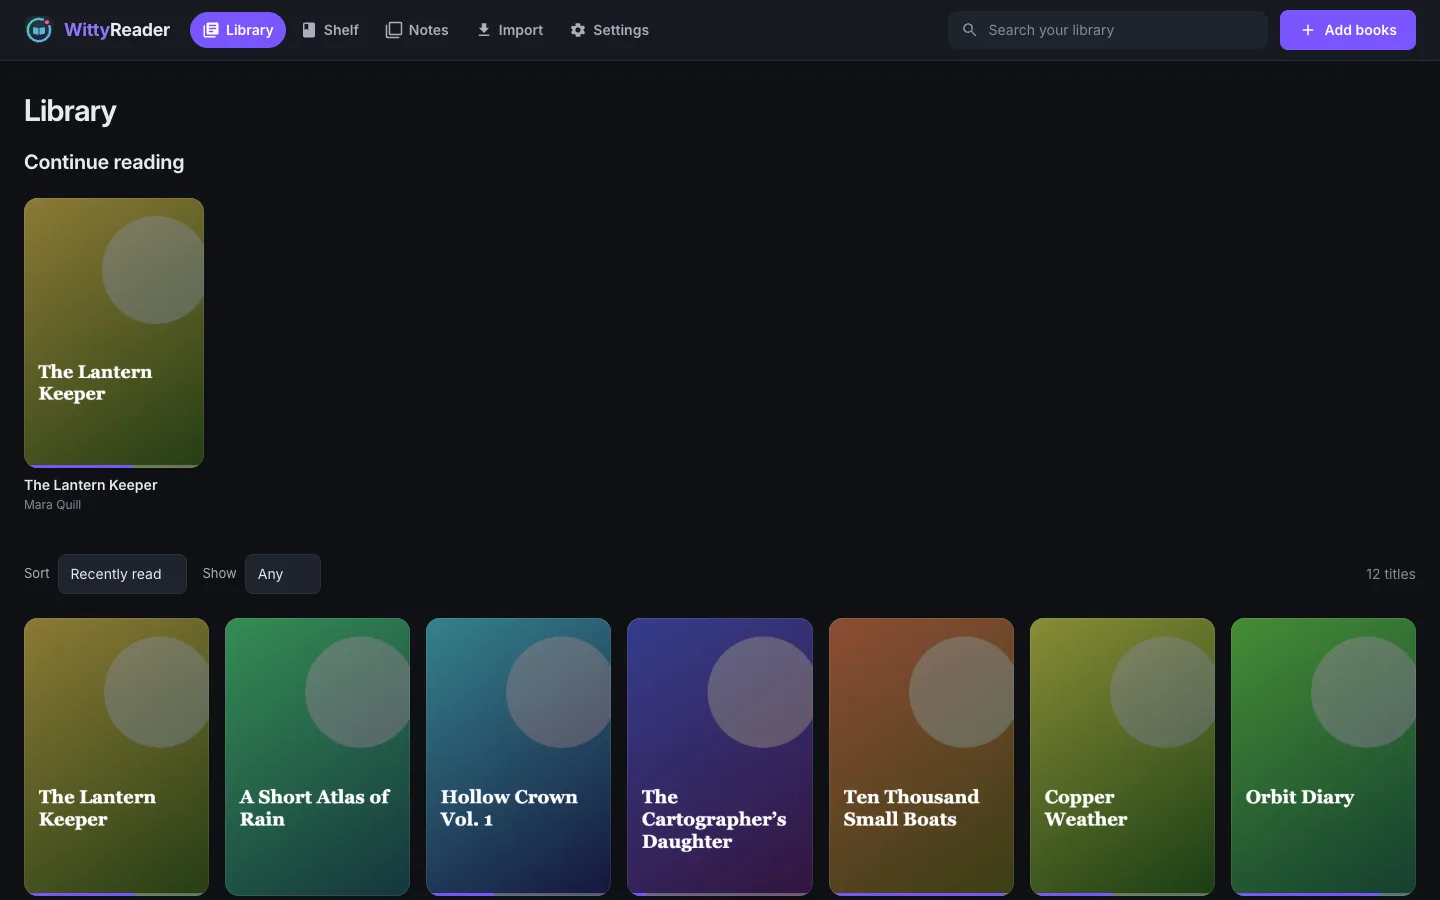 WittyReader
Library
Shelf
Notes
Import
Settings
Search your library
Add books
Library
Continue reading
The Lantern
Keeper
The Lantern Keeper
Mara Quill
Sort
Recently read
Show
Any
12 titles
The Lantern
Keeper
A Short Atlas of
Rain
Hollow Crown
Vol. 1
The
Cartographer’s
Daughter
Ten Thousand
Small Boats
Copper
Weather
Orbit Diary